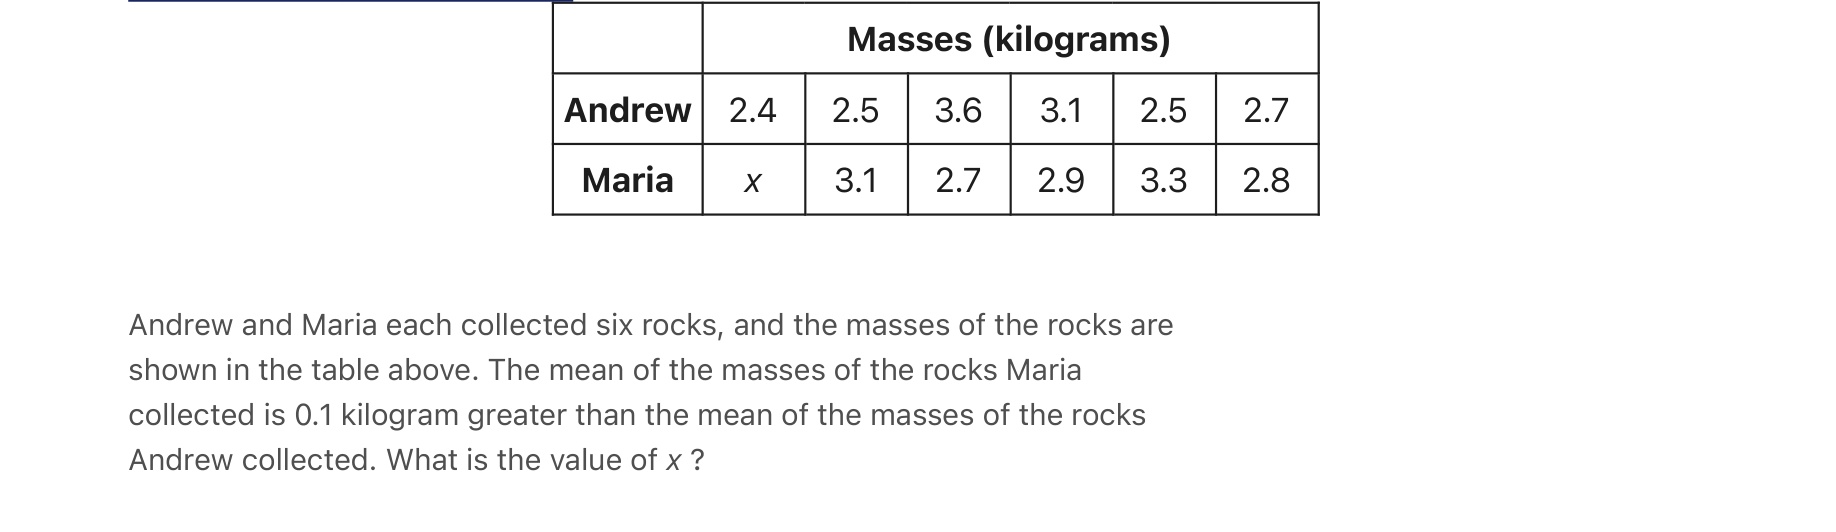 Masses (kilograms)
Andrew 2.4 2.5 3.6 3.1 2.5 2.7
Maria x 3.1 2.7 2.9 3.3 2.8
Andrew and Maria each collected six rocks, and the masses of the rocks are
shown in the table above. The mean of the masses of the rocks Maria
collected is 0.1 kilogram greater than the mean of the masses of the rocks
Andrew collected. What is the value of x ?